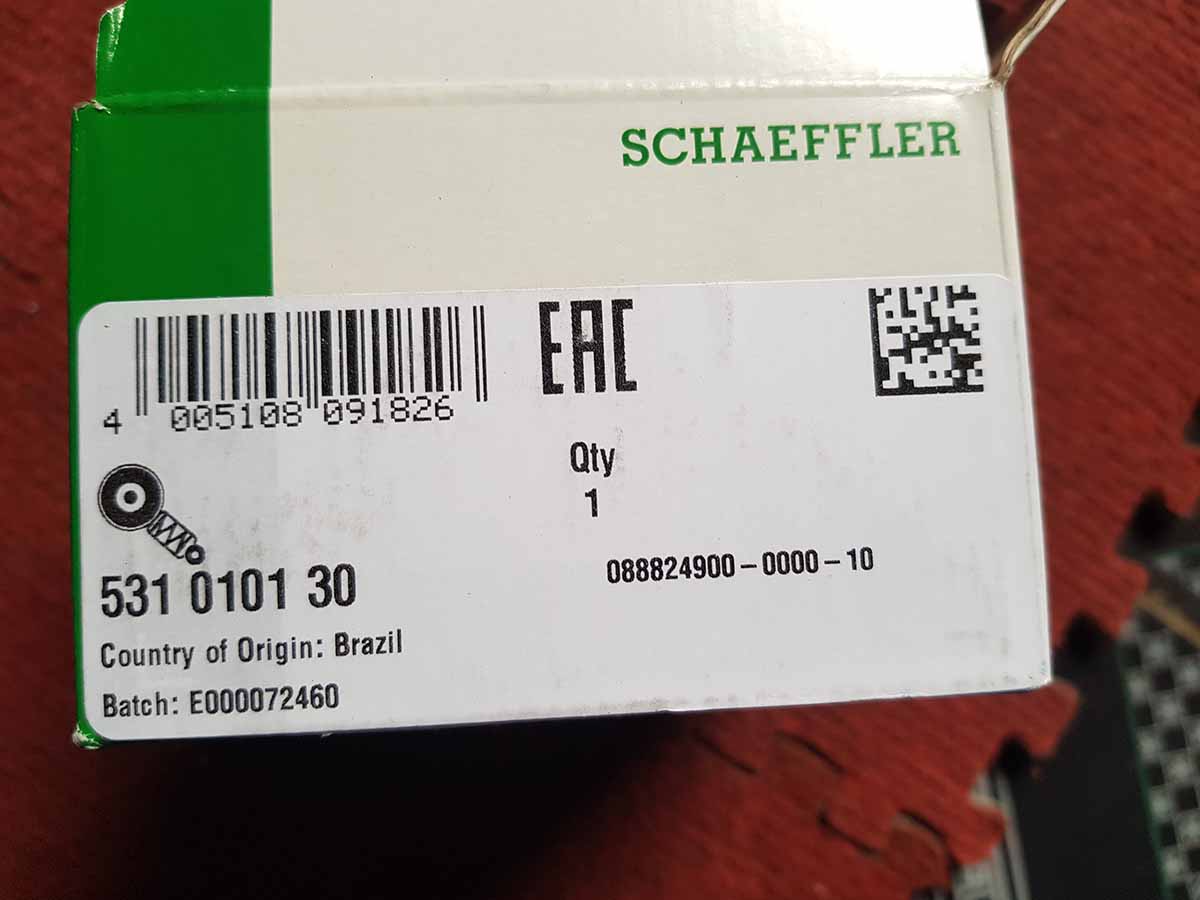 SCHAEFFLER
EAC
4 005108 091826
Qty
1
531 0101 30
088824900-0000-10
Country of Origin: Brazil
Batch: E000072460